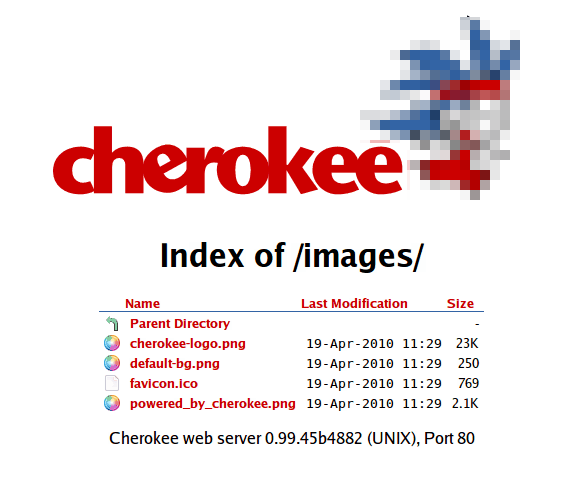 cherokee
Index of /images/
Name Last Modification Size
Parent Directory -
cherokee-logo.png 19-Apr-2010 11:29 23K
default-bg.png 19-Apr-2010 11:29 250
favicon.ico 19-Apr-2010 11:29 769
powered_by_cherokee.png 19-Apr-2010 11:29 2.1K
Cherokee web server 0.99.45b4882 (UNIX), Port 80